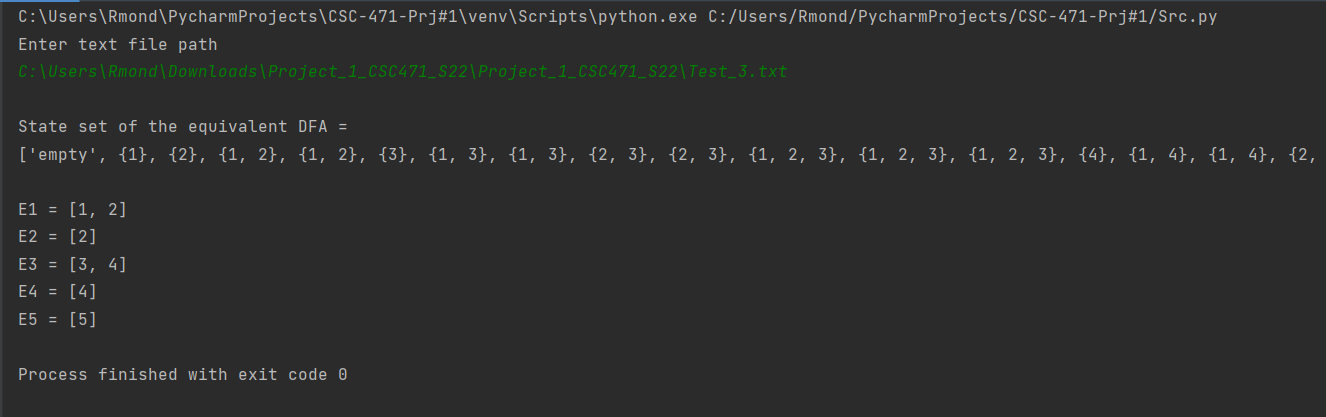 C:\Users\Rmond\PycharmProjects\CSC-471-Prj#1\venv\Scripts\python.exe C:/Users/Rmond/PycharmProjects/CSC-471-Prj#1/Src.py
Enter text file path
C:\Users\Rmond\Downloads\Project_1_CSC471_S22\Project_1_CSC471_S22\Test_3.txt
State set of the equivalent DFA =
['empty', {1}, {2}, {1, 2}, {1, 2}, {3}, {1, 3}, {1, 3}, {2, 3}, {2, 3}, {1, 2, 3}, {1, 2, 3}, {1, 2, 3}, {4}, {1, 4}, {1, 4}, {2,
E1 = [1, 2]
E2 = [2]
E3 = [3, 4]
E4 = [4]
E5 = [5]
Process finished with exit code 0